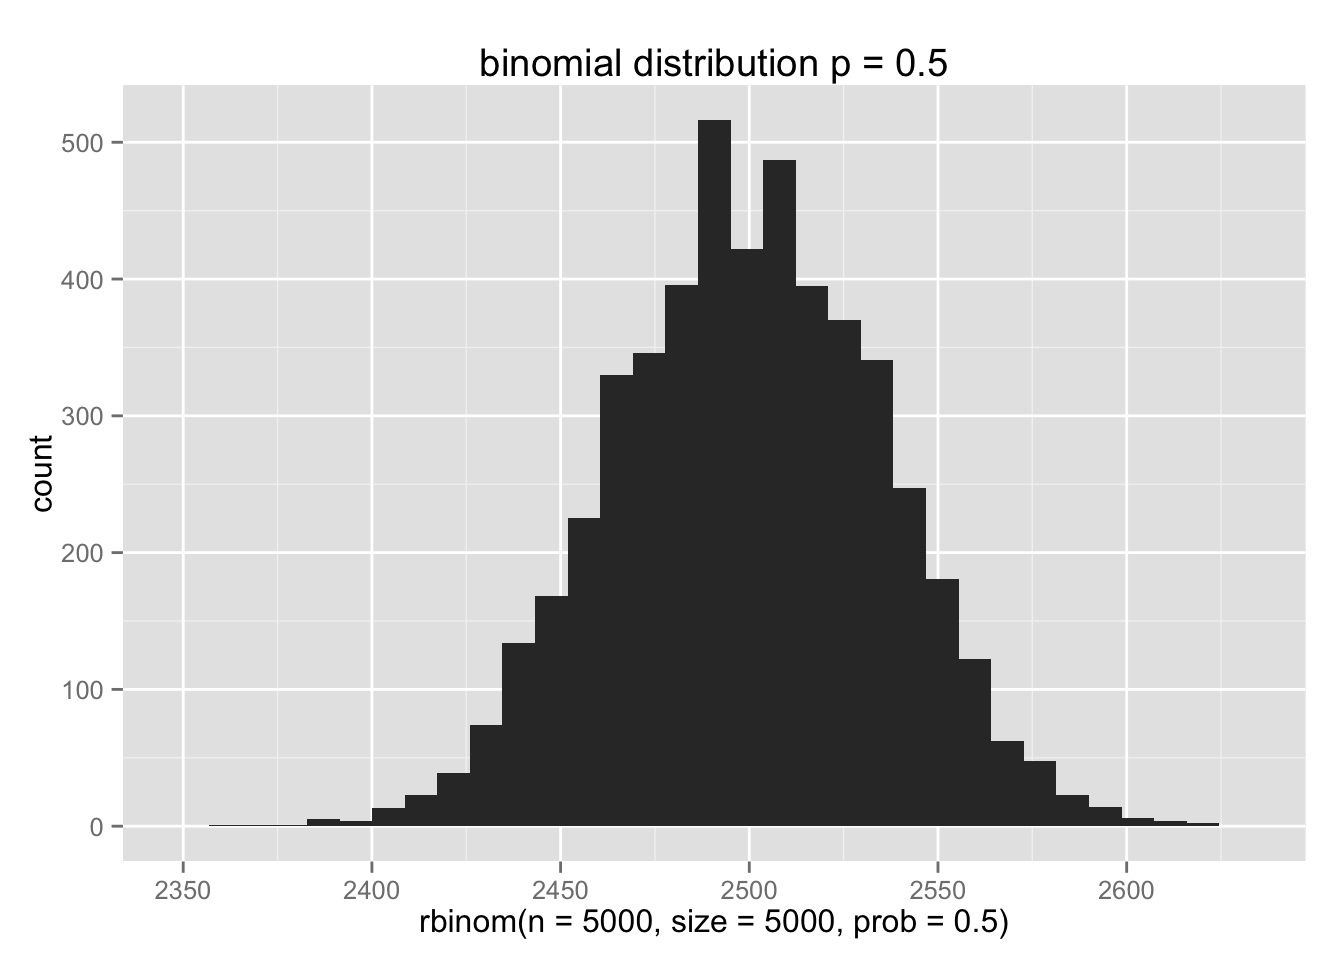 binomial distribution p = 0.5
500
400
300
200
100
0
count
2350 2400 2450 2500 2550 2600
rbinom(n = 5000, size = 5000, prob = 0.5)